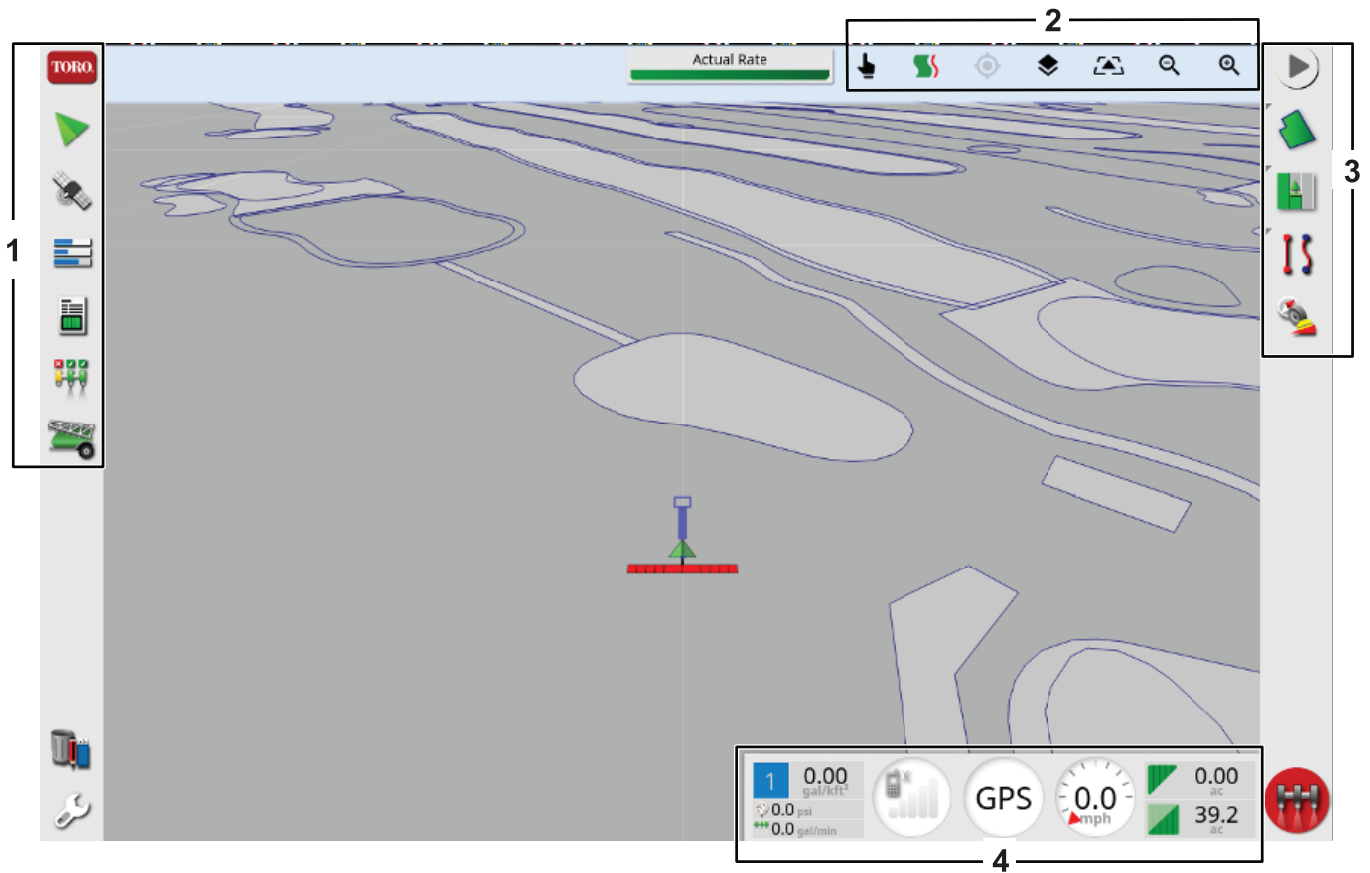 2
TORO.
Actual Rate
3
1
1
0.00
gal/kft²
0.0 psi
0.0 gal/min
GPS
0.0
mph
0.00
ac
39.2
ac
4